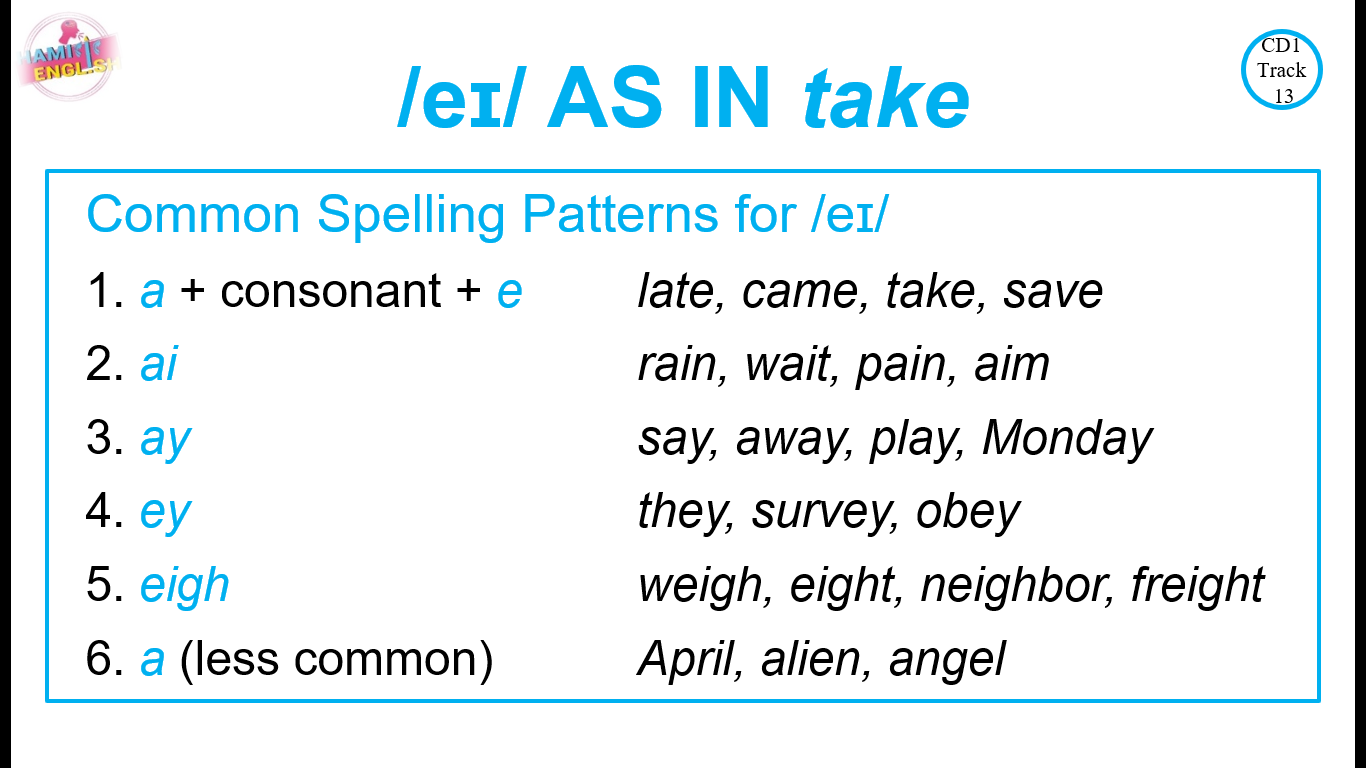 CD1
Track
13
/eɪ/ AS IN take
Common Spelling Patterns for /eɪ/
1. a + consonant + e late, came, take, save
2. ai rain, wait, pain, aim
3. ay say, away, play, Monday
4. ey they, survey, obey
5. eigh weigh, eight, neighbor, freight
6. a (less common) April, alien, angel